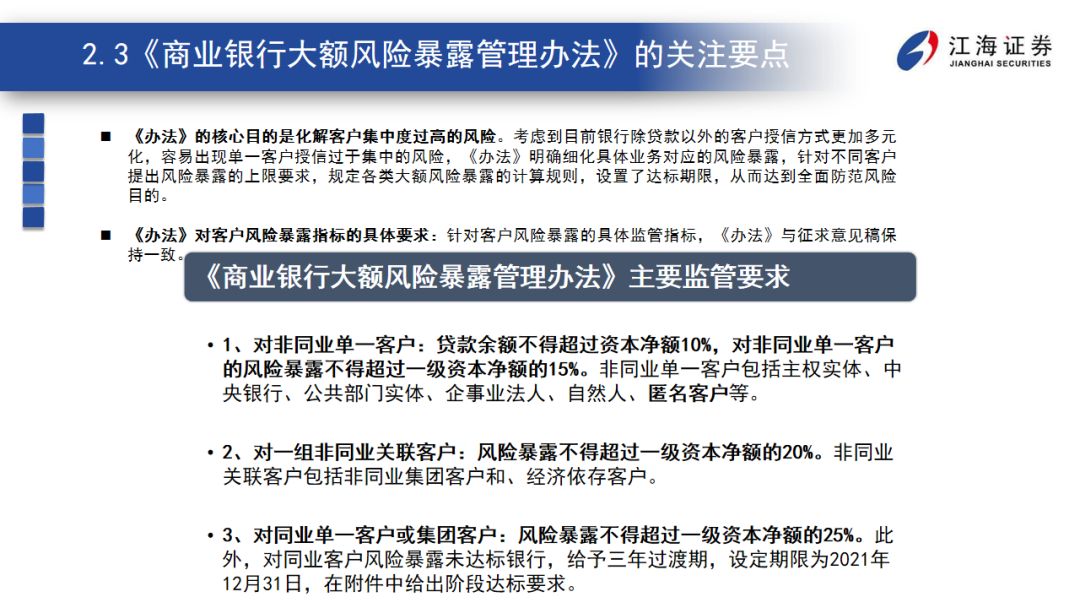 2.3《商业银行大额风险暴露管理办法》的关注要点
江海证券
JIANGHAI SECURITIES
■ 《办法》的核心目的是化解客户集中度过高的风险。考虑到目前银行除贷款以外的客户授信方式更加多元
化，容易出现单一客户授信过于集中的风险，《办法》明确细化具体业务对应的风险暴露，针对不同客户
提出风险暴露的上限要求，规定各类大额风险暴露的计算规则，设置了达标期限，从而达到全面防范风险
目的。
■ 《办法》对客户风险暴露指标的具体要求：针对客户风险暴露的具体监管指标，《办法》与征求意见稿保
持一致。
《商业银行大额风险暴露管理办法》主要监管要求
• 1、对非同业单一客户：贷款余额不得超过资本净额10%，对非同业单一客户
的风险暴露不得超过一级资本净额的15%。非同业单一客户包括主权实体、中
央银行、公共部门实体、企事业法人、自然人、匿名客户等。
• 2、对一组非同业关联客户：风险暴露不得超过一级资本净额的20%。非同业
关联客户包括非同业集团客户和、经济依存客户。
• 3、对同业单一客户或集团客户：风险暴露不得超过一级资本净额的25%。此
外，对同业客户风险暴露未达标银行，给予三年过渡期，设定期限为2021年
12月31日，在附件中给出阶段达标要求。